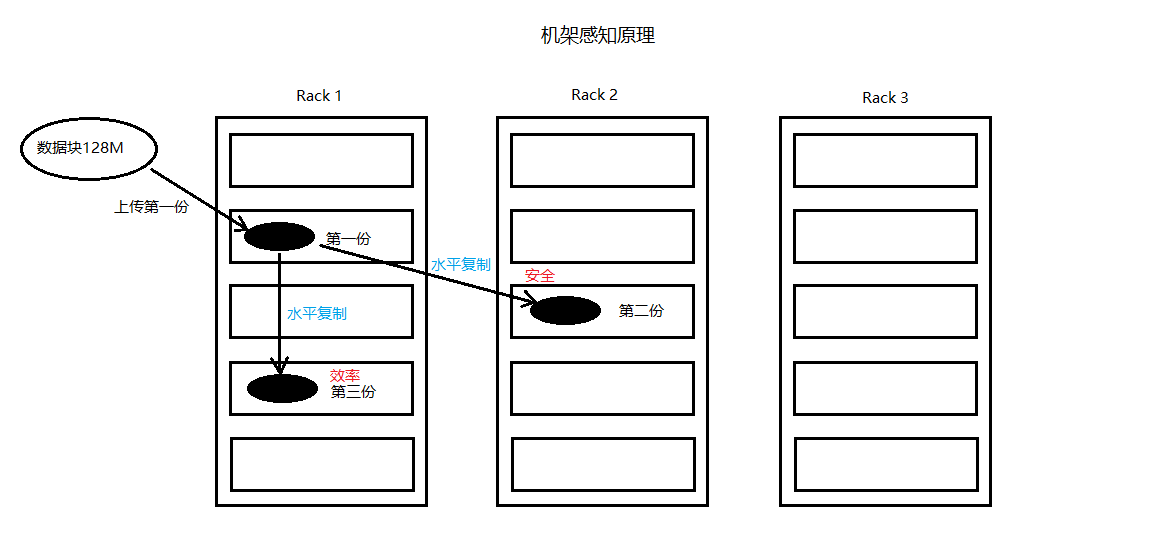 机架感知原理
Rack 1
Rack 2
Rack 3
数据块128M
上传第一份
第一份
水平复制
安全
第二份
水平复制
效率
第三份